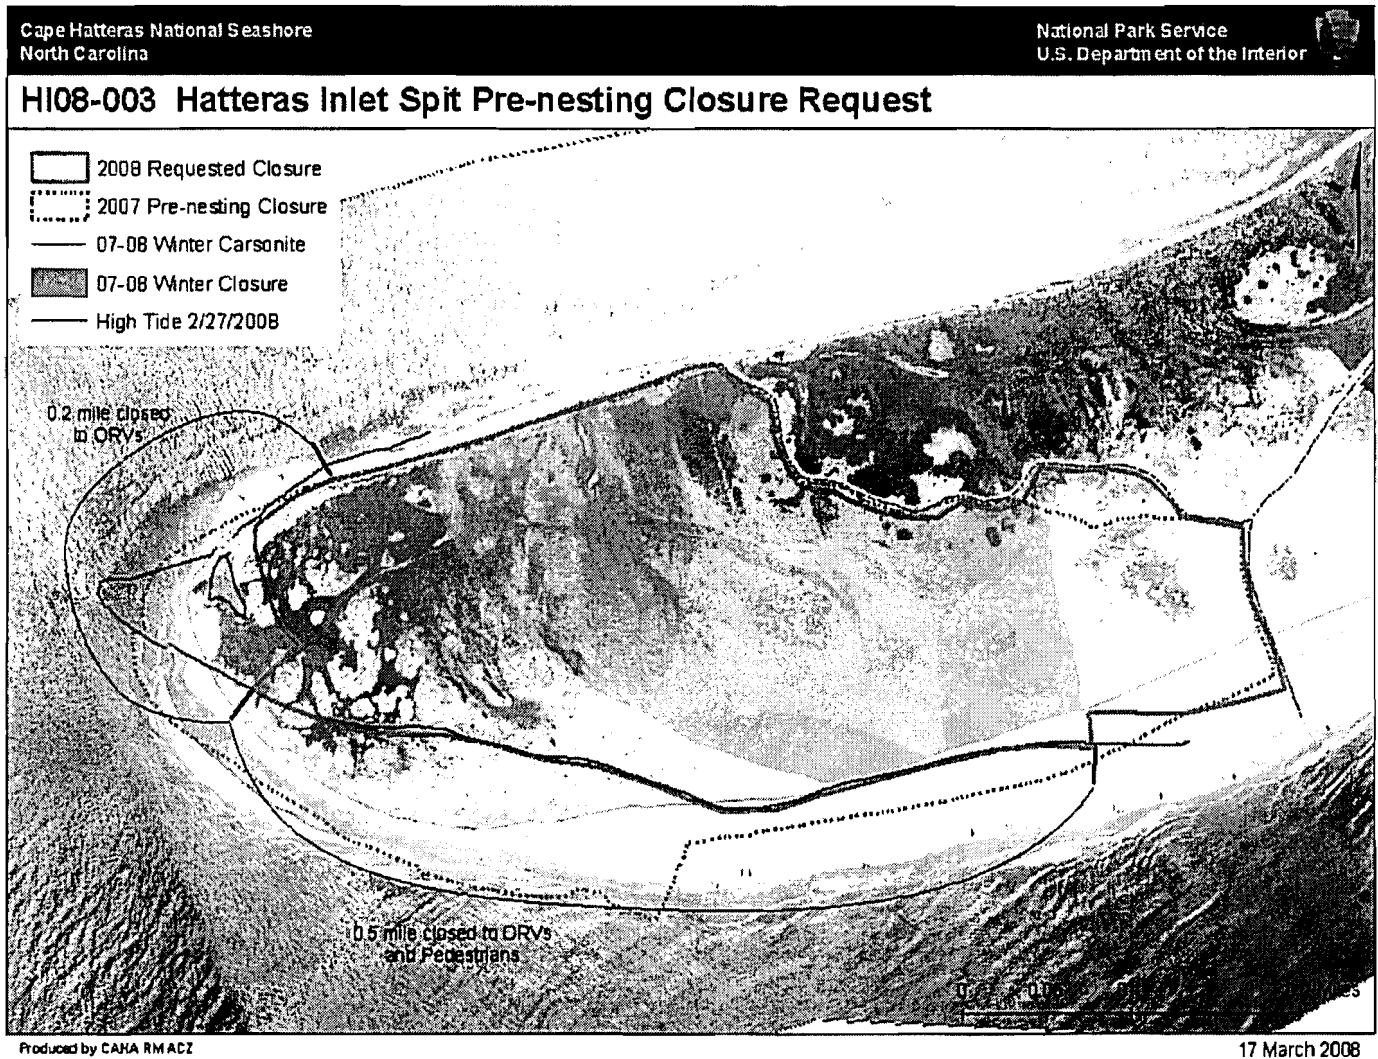 Cape Hatteras National Seashore
North Carolina
National Park Service
U.S. Department of the Interior
HI08-003 Hatteras Inlet Spit Pre-nesting Closure Request
2008 Requested Closure
2007 Pre-nesting Closure
07-08 Winter Carsonite
07-08 Winter Closure
High Tide 2/27/2008
0.2 mile closed
to ORVs
0.5 mile closed to ORVs
and Pedestrians
0
Produced by CAHA RM ACZ
17 March 2008